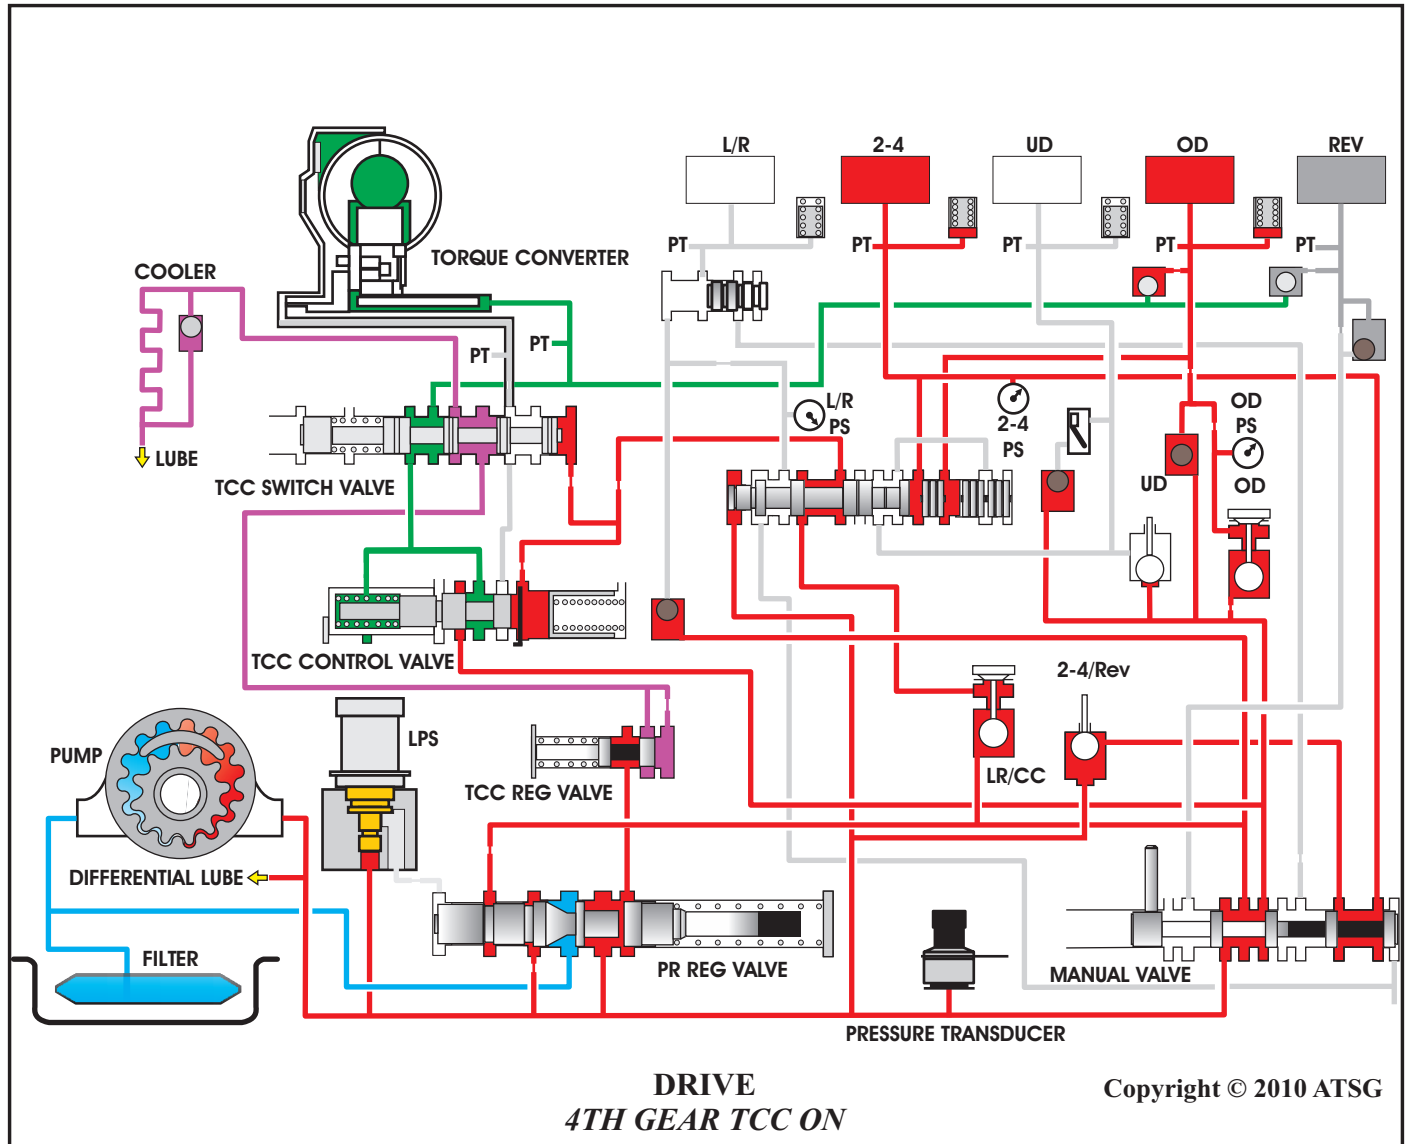 L/R
2-4
UD
OD
REV
PT
PT
PT
PT
PT
TORQUE CONVERTER
COOLER
PT
PT
L/R
PS
2-4
PS
OD
PS
LUBE
TCC SWITCH VALVE
UD
OD
TCC CONTROL VALVE
2-4/Rev
LPS
PUMP
LR/CC
TCC REG VALVE
DIFFERENTIAL LUBE
FILTER
PR REG VALVE
MANUAL VALVE
PRESSURE TRANSDUCER
DRIVE
4TH GEAR TCC ON
Copyright © 2010 ATSG